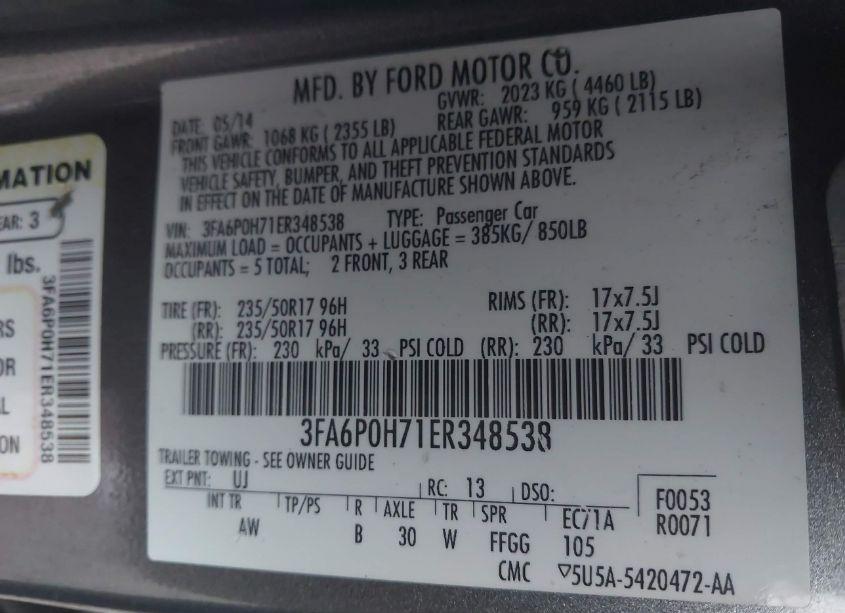 MFD. BY FORD MOTOR CO.
DATE: 05/14 GVWR: 2023 KG ( 4460 LB)
FRONT GAWR: 1068 KG ( 2355 LB) REAR GAWR: 959 KG ( 2115 LB)
THIS VEHICLE CONFORMS TO ALL APPLICABLE FEDERAL MOTOR
VEHICLE SAFETY, BUMPER, AND THEFT PREVENTION STANDARDS
IN EFFECT ON THE DATE OF MANUFACTURE SHOWN ABOVE.
VIN: 3FA6P0H71ER348538 TYPE: Passenger Car
MAXIMUM LOAD = OCCUPANTS + LUGGAGE = 385KG/ 850LB
OCCUPANTS = 5 TOTAL; 2 FRONT, 3 REAR
TIRE (FR): 235/50R17 96H RIMS (FR): 17x7.5J
(RR): 235/50R17 96H (RR): 17x7.5J
PRESSURE (FR): 230 kPa/ 33 PSI COLD (RR): 230 kPa/ 33 PSI COLD
3FA6P0H71ER348538
TRAILER TOWING - SEE OWNER GUIDE
EXT PNT: UJ RC: 13 DSO: F0053
INT TR TP/PS R AXLE TR SPR EC71A R0071
AW B 30 W FFGG 105
CMC ▽5U5A-5420472-AA
MATION
EAR: 3
lbs.
RS
OR
L
ON
3FA6P0H71ER348538